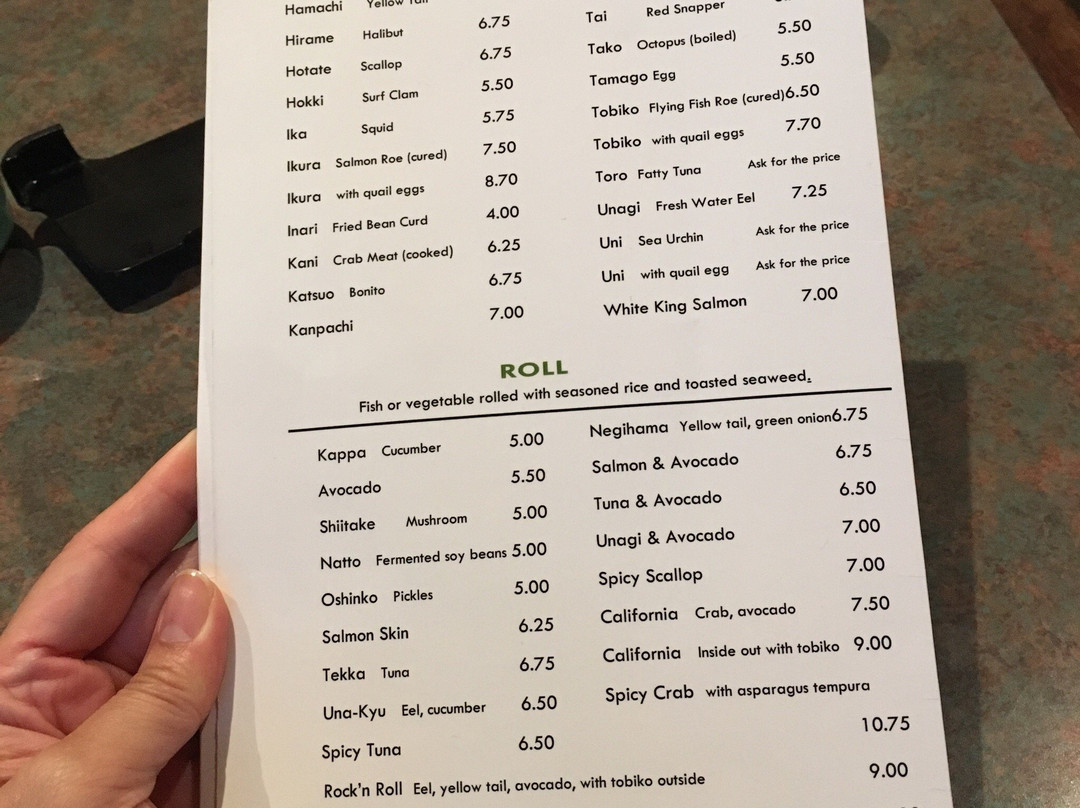 Hamachi Yellow Tail
Hirame Halibut 6.75
Hotate Scallop 6.75
Hokki Surf Clam 5.50
Ika Squid 5.75
Ikura Salmon Roe (cured) 7.50
Ikura with quail eggs 8.70
Inari Fried Bean Curd 4.00
Kani Crab Meat (cooked) 6.25
Katsuo Bonito 6.75
Kanpachi 7.00
Tai Red Snapper
Tako Octopus (boiled) 5.50
Tamago Egg 5.50
Tobiko Flying Fish Roe (cured) 6.50
Tobiko with quail eggs 7.70
Toro Fatty Tuna Ask for the price
Unagi Fresh Water Eel 7.25
Uni Sea Urchin Ask for the price
Uni with quail egg Ask for the price
White King Salmon 7.00
ROLL
Fish or vegetable rolled with seasoned rice and toasted seaweed.
Kappa Cucumber 5.00
Avocado 5.50
Shiitake Mushroom 5.00
Natto Fermented soy beans 5.00
Oshinko Pickles 5.00
Salmon Skin 6.25
Tekka Tuna 6.75
Una-Kyu Eel, cucumber 6.50
Spicy Tuna 6.50
Negihama Yellow tail, green onion 6.75
Salmon & Avocado 6.75
Tuna & Avocado 6.50
Unagi & Avocado 7.00
Spicy Scallop 7.00
California Crab, avocado 7.50
California Inside out with tobiko 9.00
Spicy Crab with asparagus tempura
10.75
Rock'n Roll Eel, yellow tail, avocado, with tobiko outside 9.00